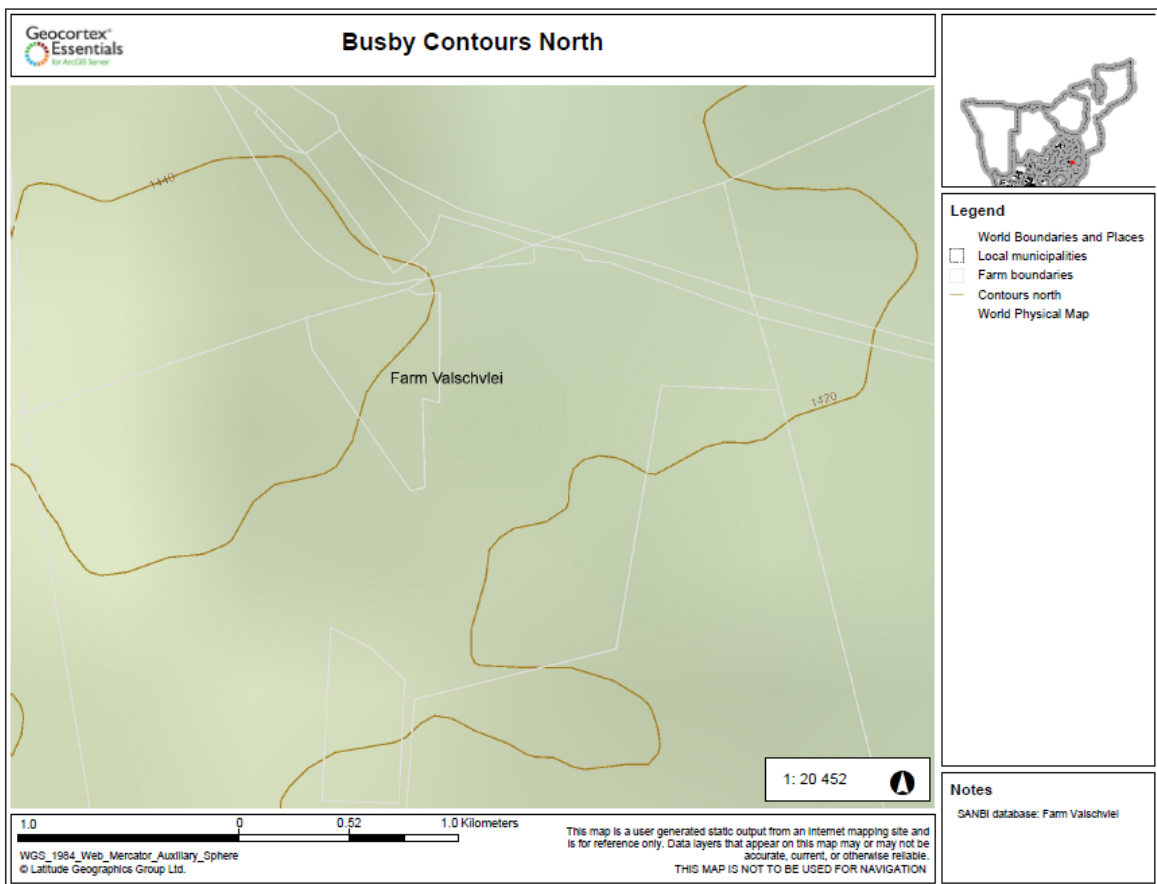 Geocortex
Essentials
for ArcGIS Server
Busby Contours North
1440
Farm Valschvlei
1420
1: 20 452
Legend
World Boundaries and Places
Local municipalities
Farm boundaries
Contours north
World Physical Map
Notes
SANBI database: Farm Valschvlei
1.0 0 0.52 1.0 Kilometers
WGS_1984_Web_Mercator_Auxiliary_Sphere
© Latitude Geographics Group Ltd.
This map is a user generated static output from an Internet mapping site and
is for reference only. Data layers that appear on this map may or may not be
accurate, current, or otherwise reliable.
THIS MAP IS NOT TO BE USED FOR NAVIGATION